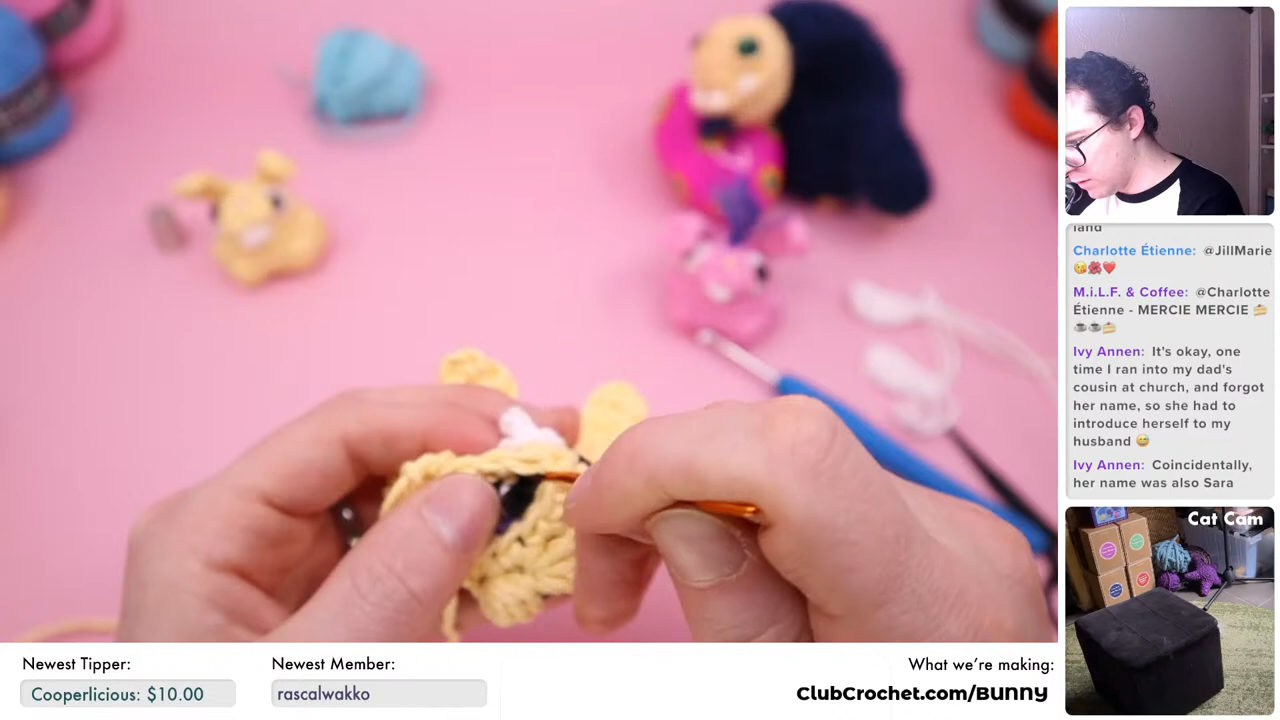 land
Charlotte Étienne: @JillMarie
😘🌺❤️
M.i.L.F. & Coffee: @Charlotte
Étienne - MERCIE MERCIE 🍰
☕☕🍰
Ivy Annen: It's okay, one
time I ran into my dad's
cousin at church, and forgot
her name, so she had to
introduce herself to my
husband 😅
Ivy Annen: Coincidentally,
her name was also Sara
Cat Cam
Newest Tipper:
Cooperlicious: $10.00
Newest Member:
rascalwakko
What we're making:
ClubCrochet.com/BUNNY